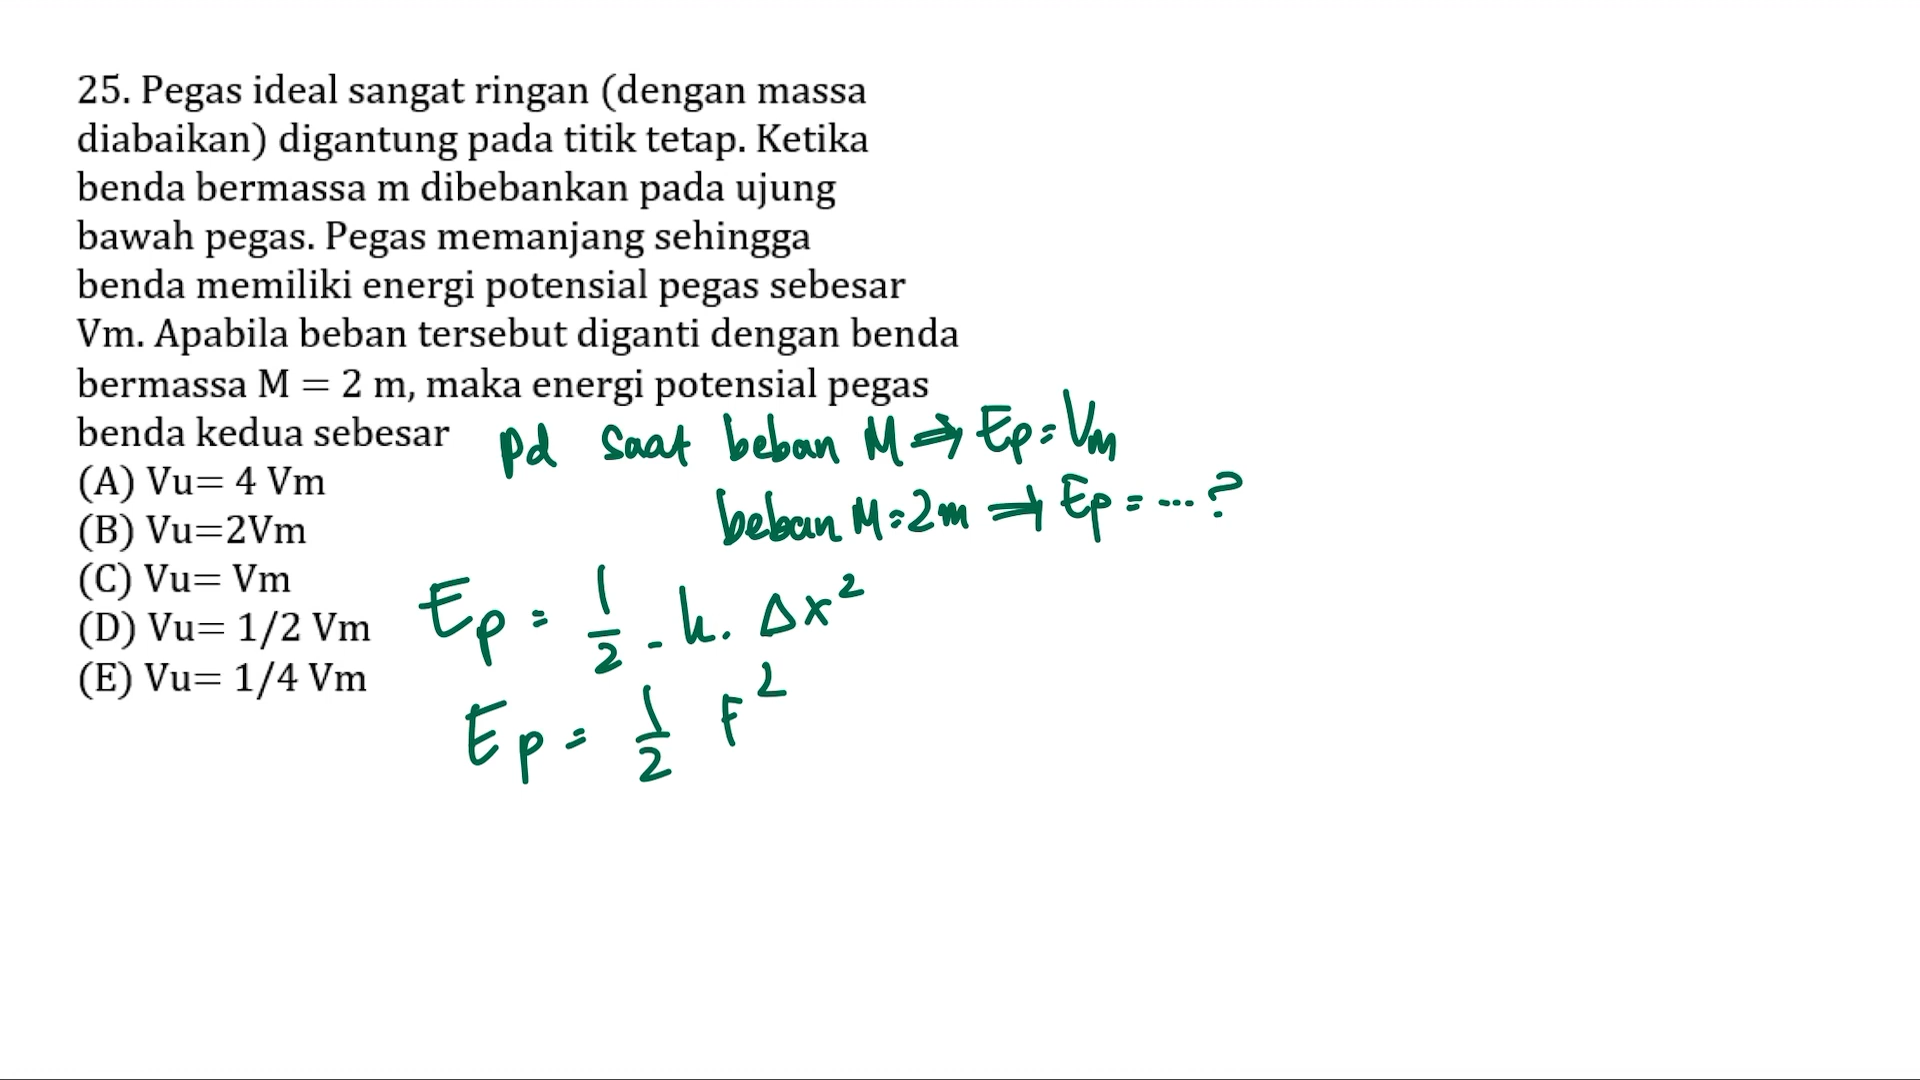 25. Pegas ideal sangat ringan (dengan massa
diabaikan) digantung pada titik tetap. Ketika
benda bermassa m dibebankan pada ujung
bawah pegas. Pegas memanjang sehingga
benda memiliki energi potensial pegas sebesar
Vm. Apabila beban tersebut diganti dengan benda
bermassa M = 2 m, maka energi potensial pegas
benda kedua sebesar
(A) Vu= 4 Vm
(B) Vu=2Vm
(C) Vu= Vm
(D) Vu= 1/2 Vm
(E) Vu= 1/4 Vm
pd saat beban M ⇒ Ep = Vm
beban M = 2m ⇒ Ep = ... ?
Ep = 1/2 . k . Δx²
Ep = 1/2 F²